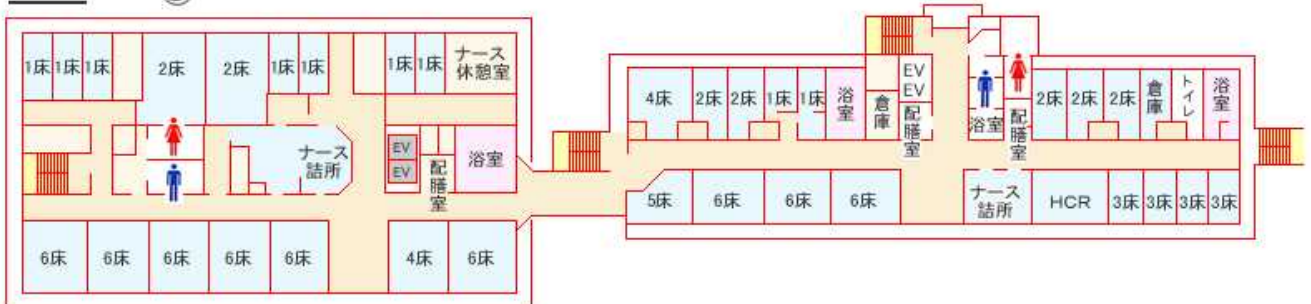 1床 1床 1床 2床 2床 1床 1床 1床 1床 ナース
休憩室
ナース
詰所
EV
EV
配膳室
浴室
6床 6床 6床 6床 6床 4床 6床
4床 2床 2床 1床 1床 浴室 倉庫 EV
EV
配膳室
浴室
配膳室
2床 2床 2床 倉庫 トイレ 浴室
5床 6床 6床 6床 ナース
詰所
HCR 3床 3床 3床 3床